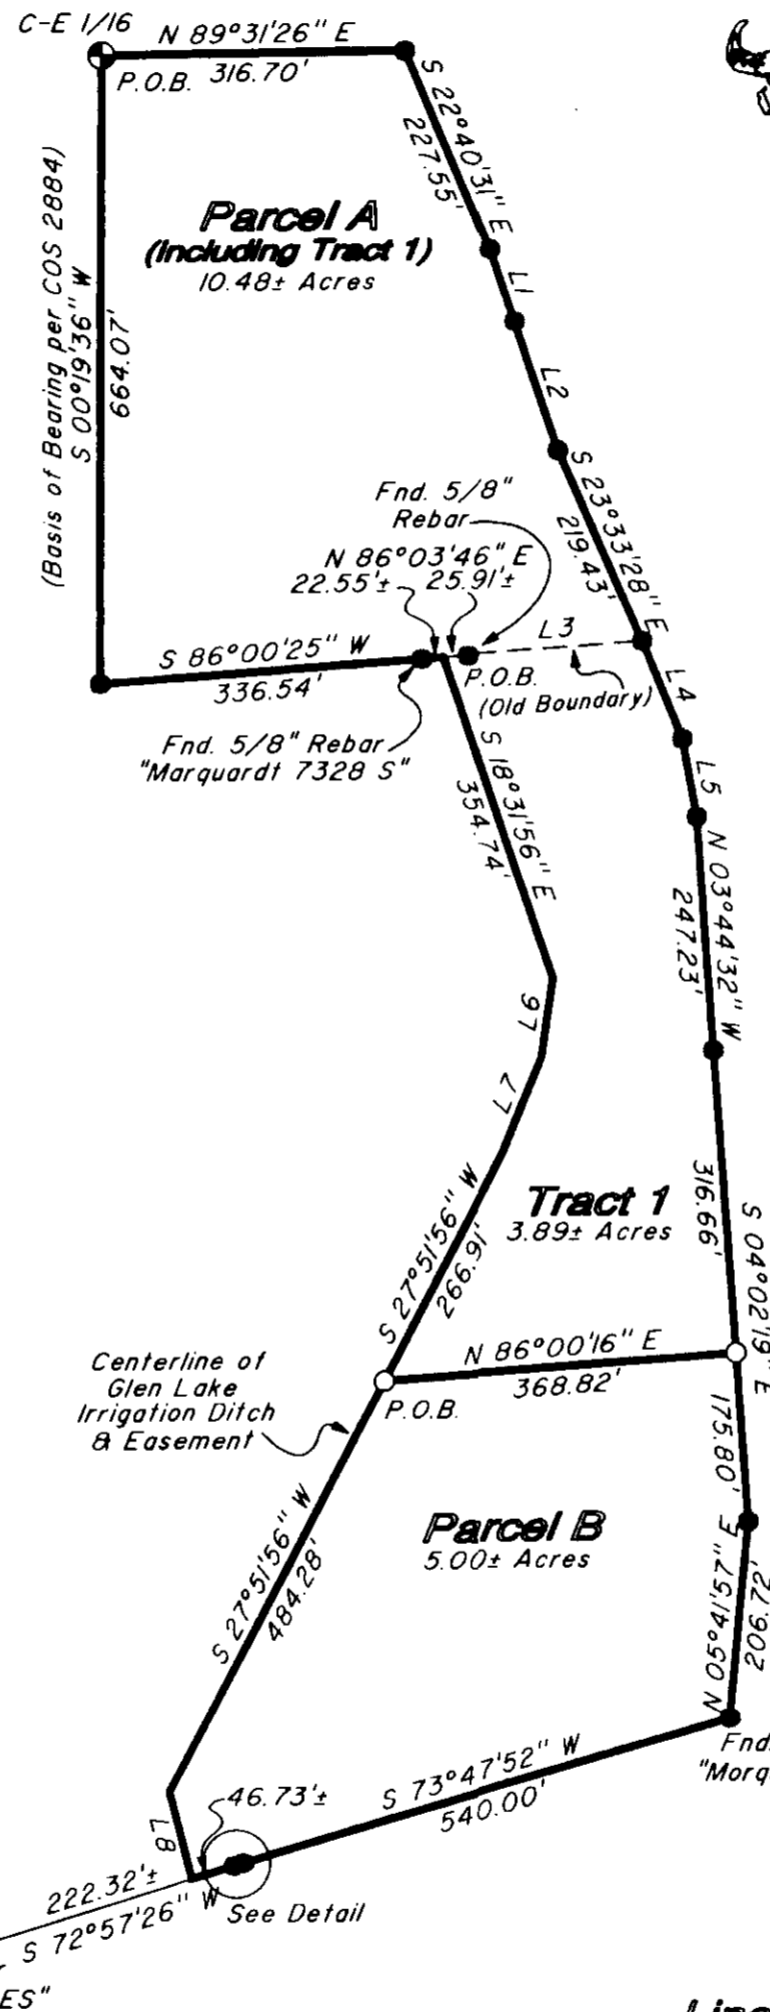 C-E 1/16
N 89°31'26" E
P.O.B. 316.70'
S 22°40'31" E
227.55'
Parcel A
(Including Tract 1)
10.48± Acres
(Basis of Bearing per COS 2884)
S 00°19'36" W
664.07'
L1
L2
S 23°33'28" E
219.43'
Fnd. 5/8"
Rebar
N 86°03'46" E
22.55'± 25.91'±
L3
S 86°00'25" W
336.54'
P.O.B.
(Old Boundary)
L4
Fnd. 5/8" Rebar
"Marquardt 7328 S"
S 18°31'56" E
354.74'
L5
N 03°44'32" W
247.23'
L6
L7
Tract 1
3.89± Acres
S 27°51'56" W
266.91'
316.66'
S 04°02'19" E
N 86°00'16" E
368.82'
P.O.B.
Centerline of
Glen Lake
Irrigation Ditch
& Easement
175.80'
Parcel B
5.00± Acres
S 27°51'56" W
484.28'
N 05°41'57" E
206.72'
Fnd.
"Marq
S 73°47'52" W
540.00'
46.73'±
L8
222.32'±
S 72°57'26" W
See Detail
ES"